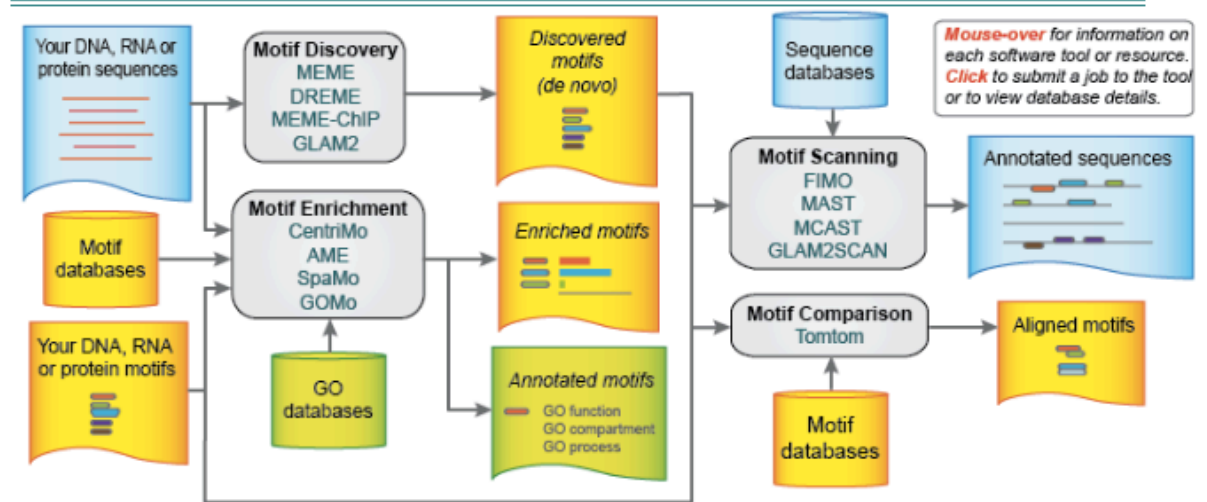 Your DNA, RNA or
protein sequences
Motif Discovery
MEME
DREME
MEME-ChIP
GLAM2
Discovered
motifs
(de novo)
Sequence
databases
Mouse-over for information on
each software tool or resource.
Click to submit a job to the tool
or to view database details.
Motif Scanning
FIMO
MAST
MCAST
GLAM2SCAN
Annotated sequences
Motif
databases
Motif Enrichment
CentriMo
AME
SpaMo
GOMo
Enriched motifs
Your DNA, RNA
or protein motifs
GO
databases
Annotated motifs
GO function
GO compartment
GO process
Motif Comparison
Tomtom
Aligned motifs
Motif
databases